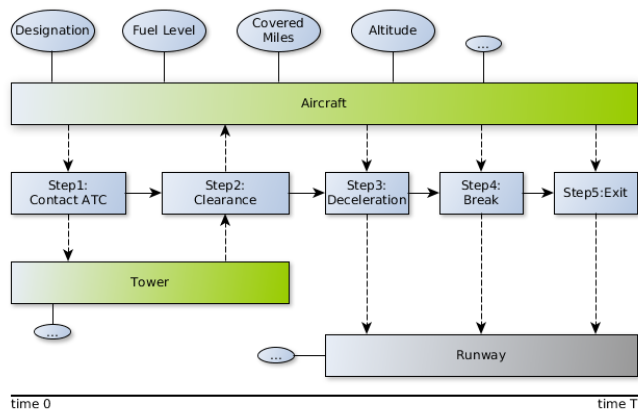 Designation
Fuel Level
Covered
Miles
Altitude
...
Aircraft
Step1:
Contact ATC
Step2:
Clearance
Step3:
Deceleration
Step4:
Break
Step5:Exit
Tower
...
...
Runway
time 0
time T